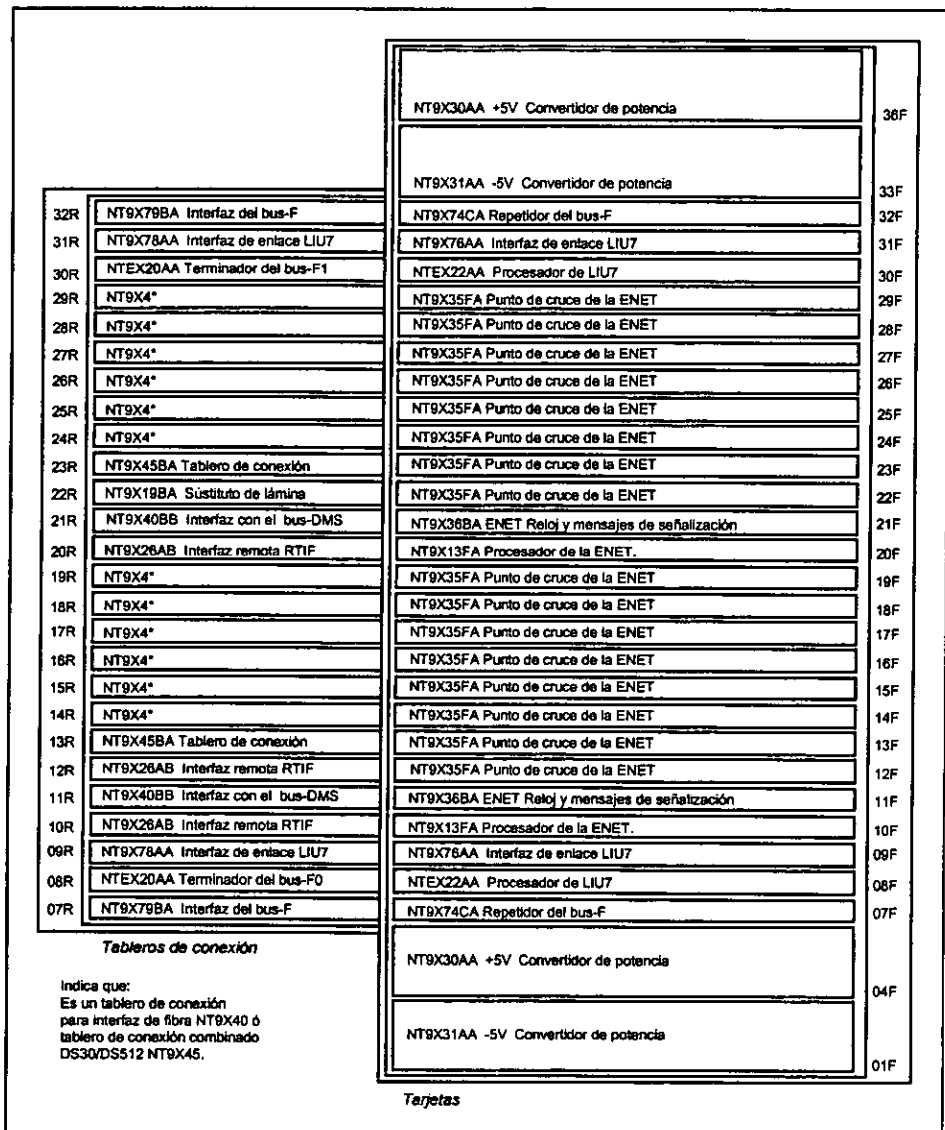 NT9X30AA +5V Convertidor de potencia 36F
NT9X31AA -5V Convertidor de potencia 33F
32R NT9X79BA Interfaz del bus-F NT9X74CA Repetidor del bus-F 32F
31R NT9X78AA Interfaz de enlace LIU7 NT9X76AA Interfaz de enlace LIU7 31F
30R NTEX20AA Terminador del bus-F1 NTEX22AA Procesador de LIU7 30F
29R NT9X4* NT9X35FA Punto de cruce de la ENET 29F
28R NT9X4* NT9X35FA Punto de cruce de la ENET 28F
27R NT9X4* NT9X35FA Punto de cruce de la ENET 27F
26R NT9X4* NT9X35FA Punto de cruce de la ENET 26F
25R NT9X4* NT9X35FA Punto de cruce de la ENET 25F
24R NT9X4* NT9X35FA Punto de cruce de la ENET 24F
23R NT9X45BA Tablero de conexión NT9X35FA Punto de cruce de la ENET 23F
22R NT9X19BA Sústituto de lámina NT9X35FA Punto de cruce de la ENET 22F
21R NT9X40BB Interfaz con el bus-DMS NT9X36BA ENET Reloj y mensajes de señalización 21F
20R NT9X26AB Interfaz remota RTIF NT9X13FA Procesador de la ENET. 20F
19R NT9X4* NT9X35FA Punto de cruce de la ENET 19F
18R NT9X4* NT9X35FA Punto de cruce de la ENET 18F
17R NT9X4* NT9X35FA Punto de cruce de la ENET 17F
16R NT9X4* NT9X35FA Punto de cruce de la ENET 16F
15R NT9X4* NT9X35FA Punto de cruce de la ENET 15F
14R NT9X4* NT9X35FA Punto de cruce de la ENET 14F
13R NT9X45BA Tablero de conexión NT9X35FA Punto de cruce de la ENET 13F
12R NT9X26AB Interfaz remota RTIF NT9X35FA Punto de cruce de la ENET 12F
11R NT9X40BB Interfaz con el bus-DMS NT9X36BA ENET Reloj y mensajes de señalización 11F
10R NT9X26AB Interfaz remota RTIF NT9X13FA Procesador de la ENET. 10F
09R NT9X78AA Interfaz de enlace LIU7 NT9X76AA Interfaz de enlace LIU7 09F
08R NTEX20AA Terminador del bus-F0 NTEX22AA Procesador de LIU7 08F
07R NT9X79BA Interfaz del bus-F NT9X74CA Repetidor del bus-F 07F
Tableros de conexión
NT9X30AA +5V Convertidor de potencia 04F
NT9X31AA -5V Convertidor de potencia 01F
Indica que:
Es un tablero de conexión
para interfaz de fibra NT9X40 ó
tablero de conexión combinado
DS30/DS512 NT9X45.
Tarjetas